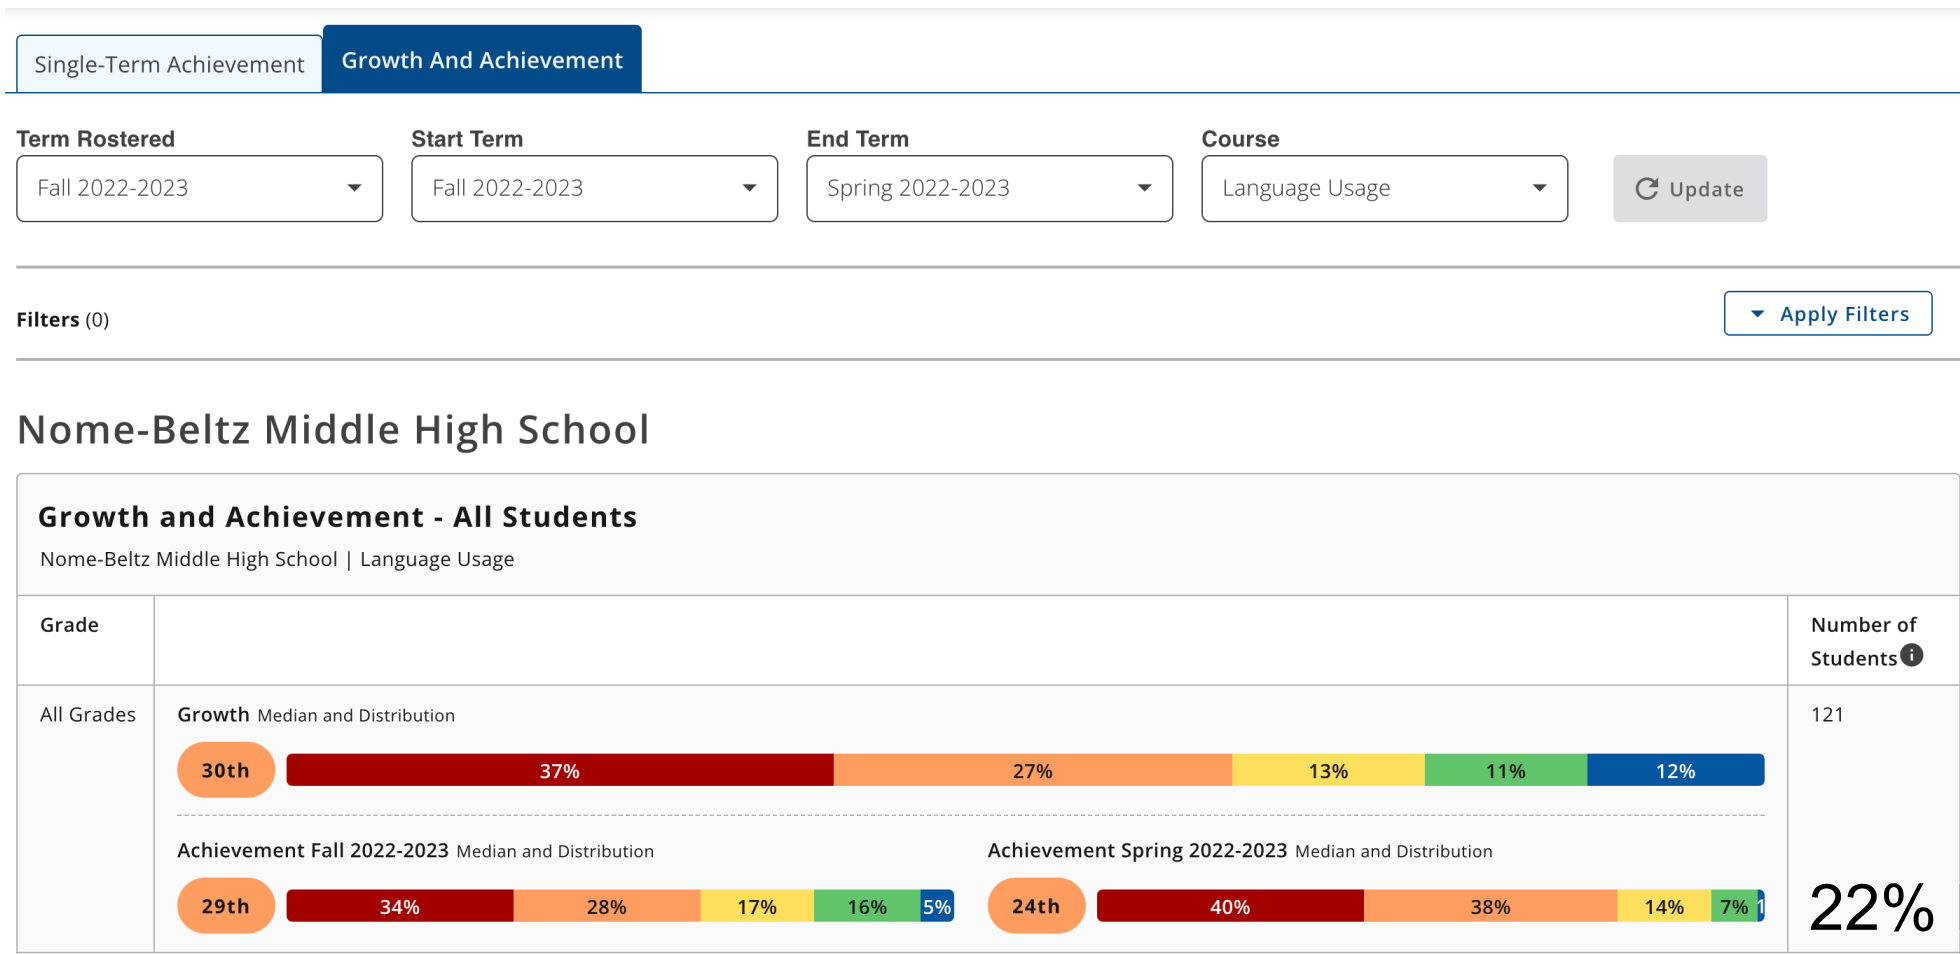 Single-Term Achievement
Growth And Achievement
Term Rostered
Start Term
End Term
Course
Fall 2022-2023
Fall 2022-2023
Spring 2022-2023
Language Usage
Update
Filters (0)
Apply Filters
Nome-Beltz Middle High School
Growth and Achievement - All Students
Nome-Beltz Middle High School | Language Usage
Grade
Number of
Students
All Grades
Growth Median and Distribution
121
30th
37%
27%
13%
11%
12%
Achievement Fall 2022-2023 Median and Distribution
Achievement Spring 2022-2023 Median and Distribution
29th
34%
28%
17%
16%
5%
24th
40%
38%
14%
7%
1
22%